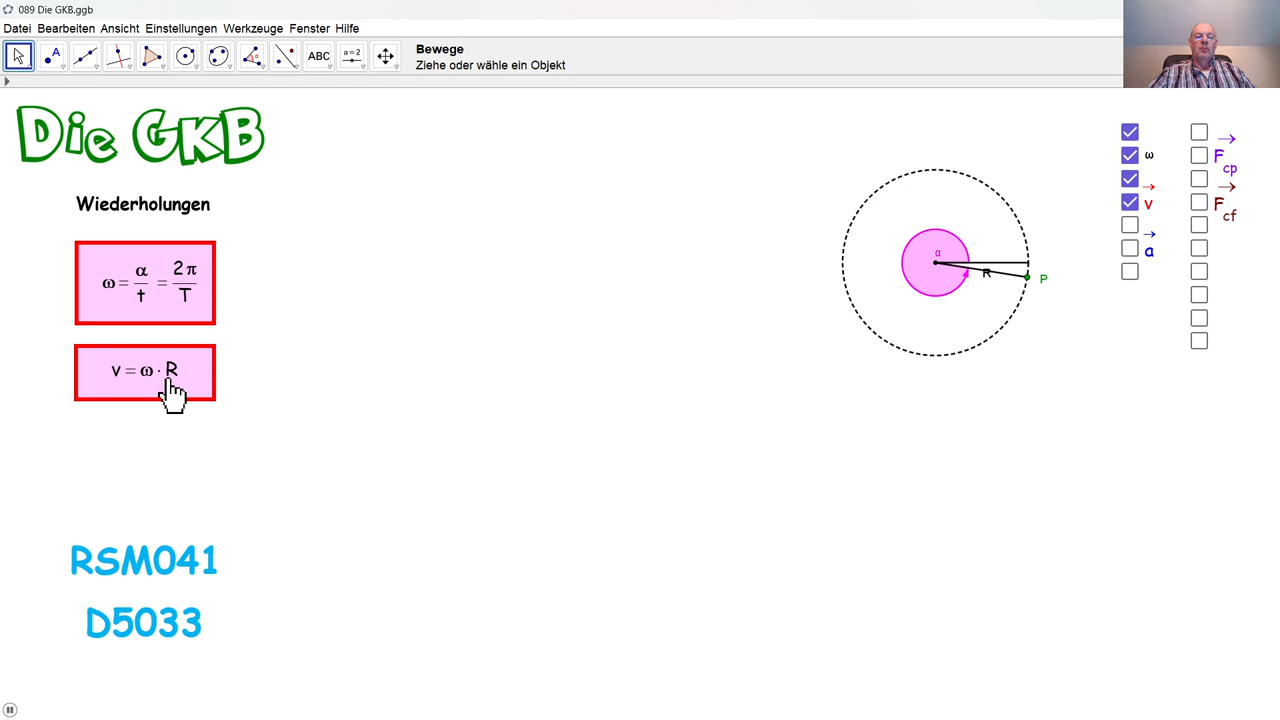 089 Die GKB.ggb
Datei Bearbeiten Ansicht Einstellungen Werkzeuge Fenster Hilfe
A
α
ABC
a=2
Bewege
Ziehe oder wähle ein Objekt
Die GKB
Wiederholungen
ω = α/t = 2π/T
v = ω · R
RSM041
D5033
α
R
P
ω
v
a
F cp
F cf